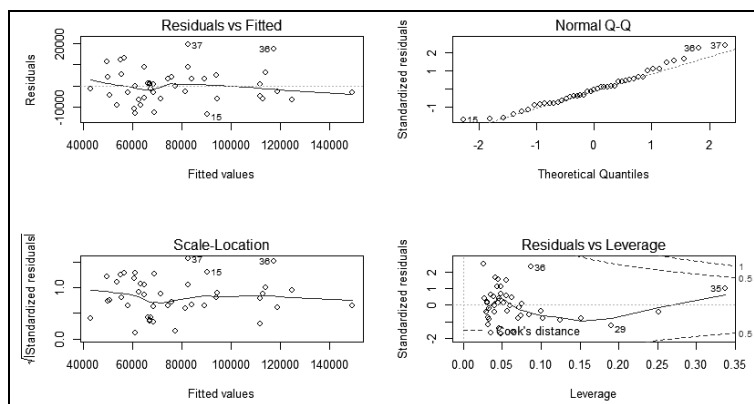 Residuals vs Fitted
Residuals
20000
0
-10000
37
36
15
40000 60000 80000 100000 120000 140000
Fitted values
Normal Q-Q
Standardized residuals
2
1
-1
36
37
15
-2 -1 0 1 2
Theoretical Quantiles
Scale-Location
√|Standardized residuals|
1.0
0.0
37
15
36
40000 60000 80000 100000 120000 140000
Fitted values
Residuals vs Leverage
Standardized residuals
2
1
0
-2
36
35
29
1
0.5
0.5
Cook's distance
0.00 0.05 0.10 0.15 0.20 0.25 0.30 0.35
Leverage